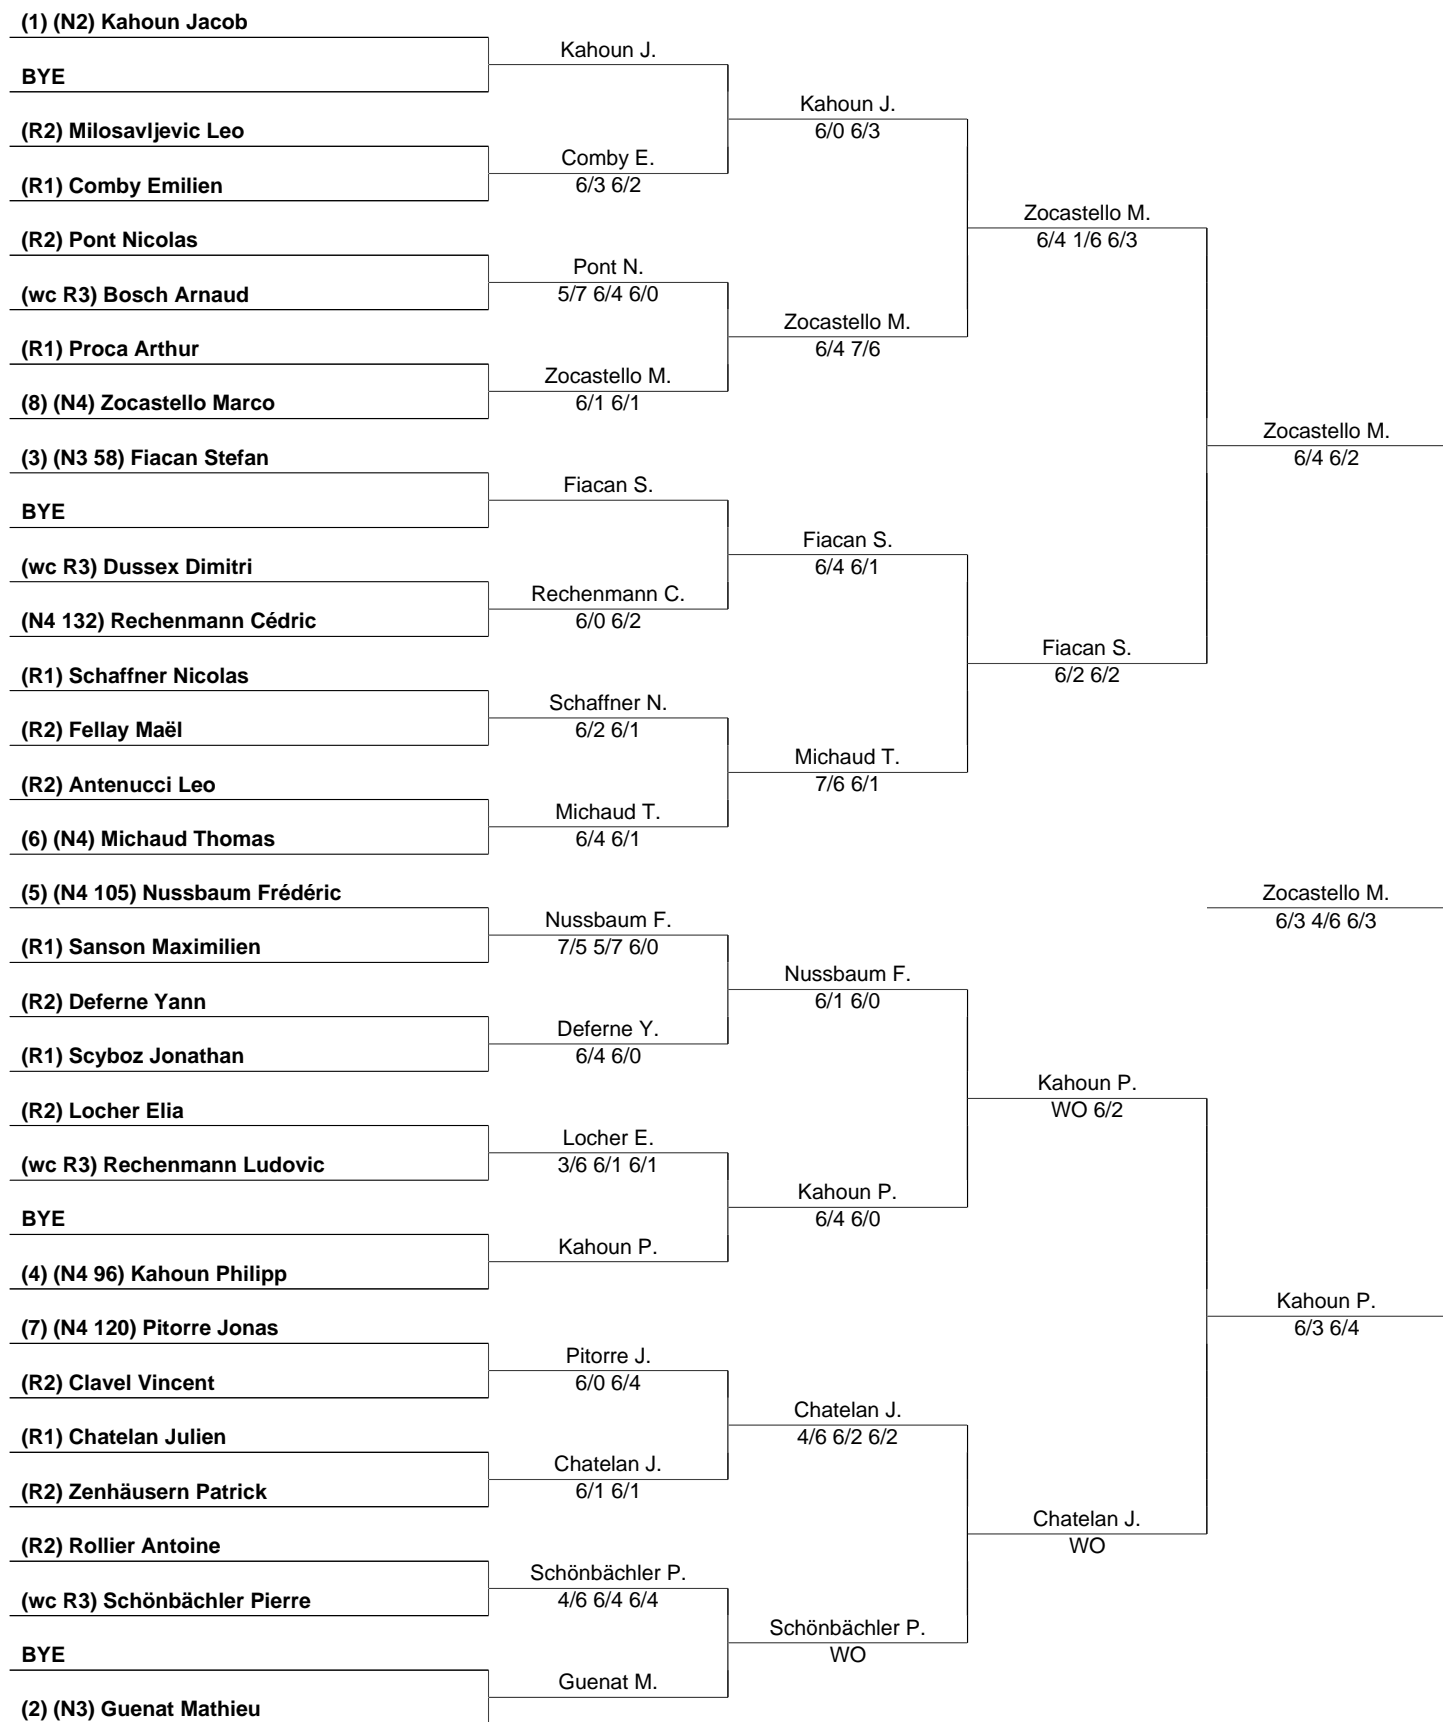 (1) (N2) Kahoun Jacob
Kahoun J.
BYE
Kahoun J.
6/0 6/3
(R2) Milosavljevic Leo
Comby E.
6/3 6/2
(R1) Comby Emilien
Zocastello M.
6/4 1/6 6/3
(R2) Pont Nicolas
Pont N.
5/7 6/4 6/0
(wc R3) Bosch Arnaud
Zocastello M.
6/4 7/6
(R1) Proca Arthur
Zocastello M.
6/1 6/1
(8) (N4) Zocastello Marco
Zocastello M.
6/4 6/2
(3) (N3 58) Fiacan Stefan
Fiacan S.
BYE
Fiacan S.
6/4 6/1
(wc R3) Dussex Dimitri
Rechenmann C.
6/0 6/2
(N4 132) Rechenmann Cédric
Fiacan S.
6/2 6/2
(R1) Schaffner Nicolas
Schaffner N.
6/2 6/1
(R2) Fellay Maël
Michaud T.
7/6 6/1
(R2) Antenucci Leo
Michaud T.
6/4 6/1
(6) (N4) Michaud Thomas
(5) (N4 105) Nussbaum Frédéric
Zocastello M.
6/3 4/6 6/3
Nussbaum F.
7/5 5/7 6/0
(R1) Sanson Maximilien
Nussbaum F.
6/1 6/0
(R2) Deferne Yann
Deferne Y.
6/4 6/0
(R1) Scyboz Jonathan
Kahoun P.
WO 6/2
(R2) Locher Elia
Locher E.
3/6 6/1 6/1
(wc R3) Rechenmann Ludovic
Kahoun P.
6/4 6/0
BYE
Kahoun P.
(4) (N4 96) Kahoun Philipp
Kahoun P.
6/3 6/4
(7) (N4 120) Pitorre Jonas
Pitorre J.
6/0 6/4
(R2) Clavel Vincent
Chatelan J.
4/6 6/2 6/2
(R1) Chatelan Julien
Chatelan J.
6/1 6/1
(R2) Zenhäusern Patrick
Chatelan J.
WO
(R2) Rollier Antoine
Schönbächler P.
4/6 6/4 6/4
(wc R3) Schönbächler Pierre
Schönbächler P.
WO
BYE
Guenat M.
(2) (N3) Guenat Mathieu